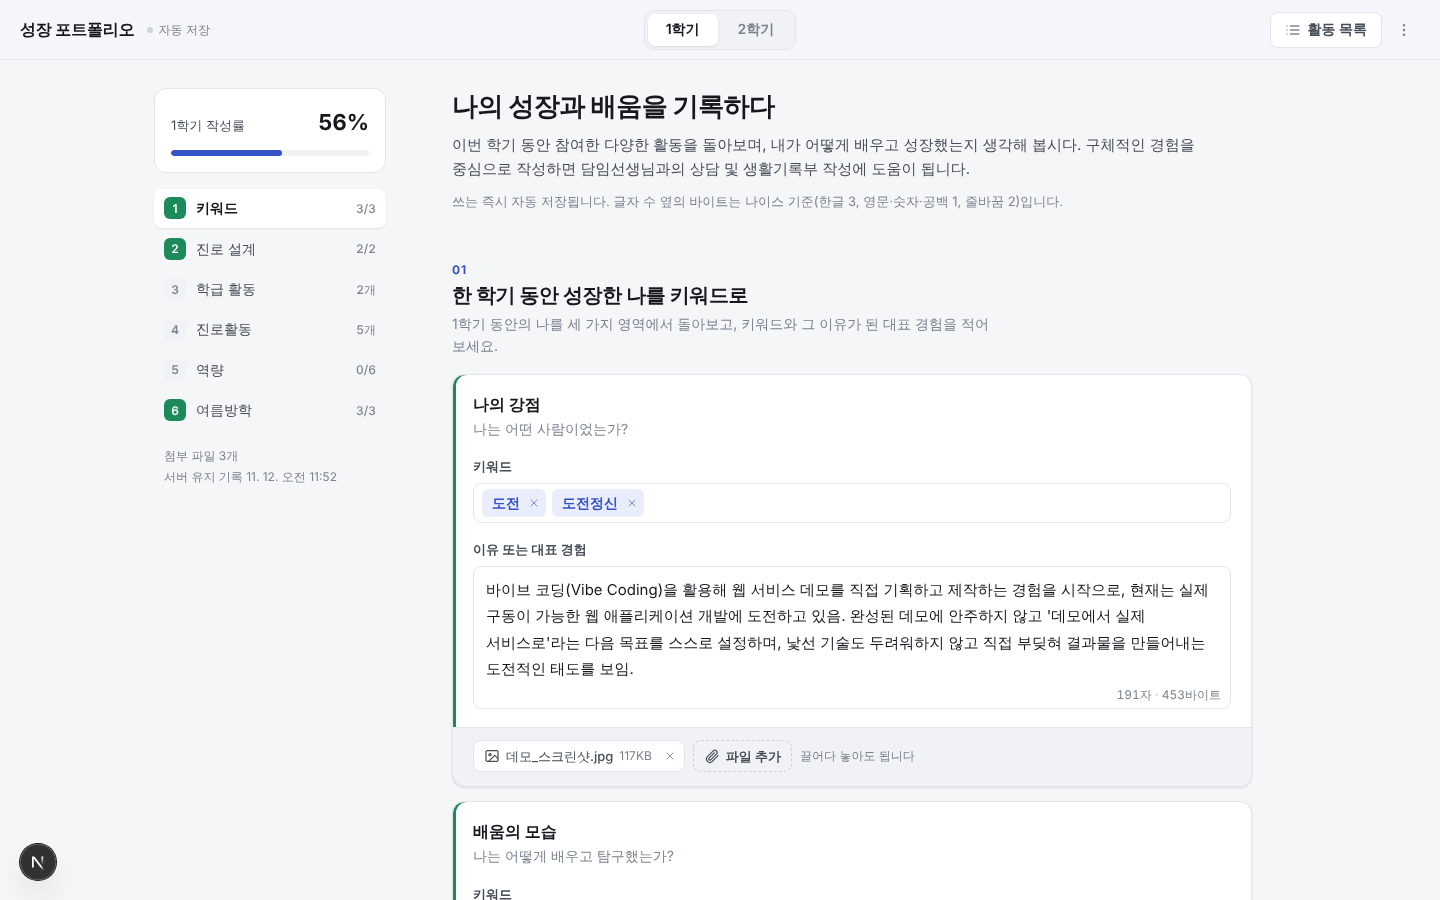 성장 포트폴리오
자동 저장
1학기
2학기
활동 목록
1학기 작성률
56%
1 키워드 3/3
2 진로 설계 2/2
3 학급 활동 2개
4 진로활동 5개
5 역량 0/6
6 여름방학 3/3
첨부 파일 3개
서버 유지 기록 11. 12. 오전 11:52
나의 성장과 배움을 기록하다
이번 학기 동안 참여한 다양한 활동을 돌아보며, 내가 어떻게 배우고 성장했는지 생각해 봅시다. 구체적인 경험을
중심으로 작성하면 담임선생님과의 상담 및 생활기록부 작성에 도움이 됩니다.
쓰는 즉시 자동 저장됩니다. 글자 수 옆의 바이트는 나이스 기준(한글 3, 영문·숫자·공백 1, 줄바꿈 2)입니다.
01
한 학기 동안 성장한 나를 키워드로
1학기 동안의 나를 세 가지 영역에서 돌아보고, 키워드와 그 이유가 된 대표 경험을 적어
보세요.
나의 강점
나는 어떤 사람이었는가?
키워드
도전 × 도전정신 ×
이유 또는 대표 경험
바이브 코딩(Vibe Coding)을 활용해 웹 서비스 데모를 직접 기획하고 제작하는 경험을 시작으로, 현재는 실제
구동이 가능한 웹 애플리케이션 개발에 도전하고 있음. 완성된 데모에 안주하지 않고 '데모에서 실제
서비스로'라는 다음 목표를 스스로 설정하며, 낯선 기술도 두려워하지 않고 직접 부딪혀 결과물을 만들어내는
도전적인 태도를 보임.
191자 · 453바이트
데모_스크린샷.jpg 117KB ×
파일 추가
끌어다 놓아도 됩니다
배움의 모습
나는 어떻게 배우고 탐구했는가?
키워드
N